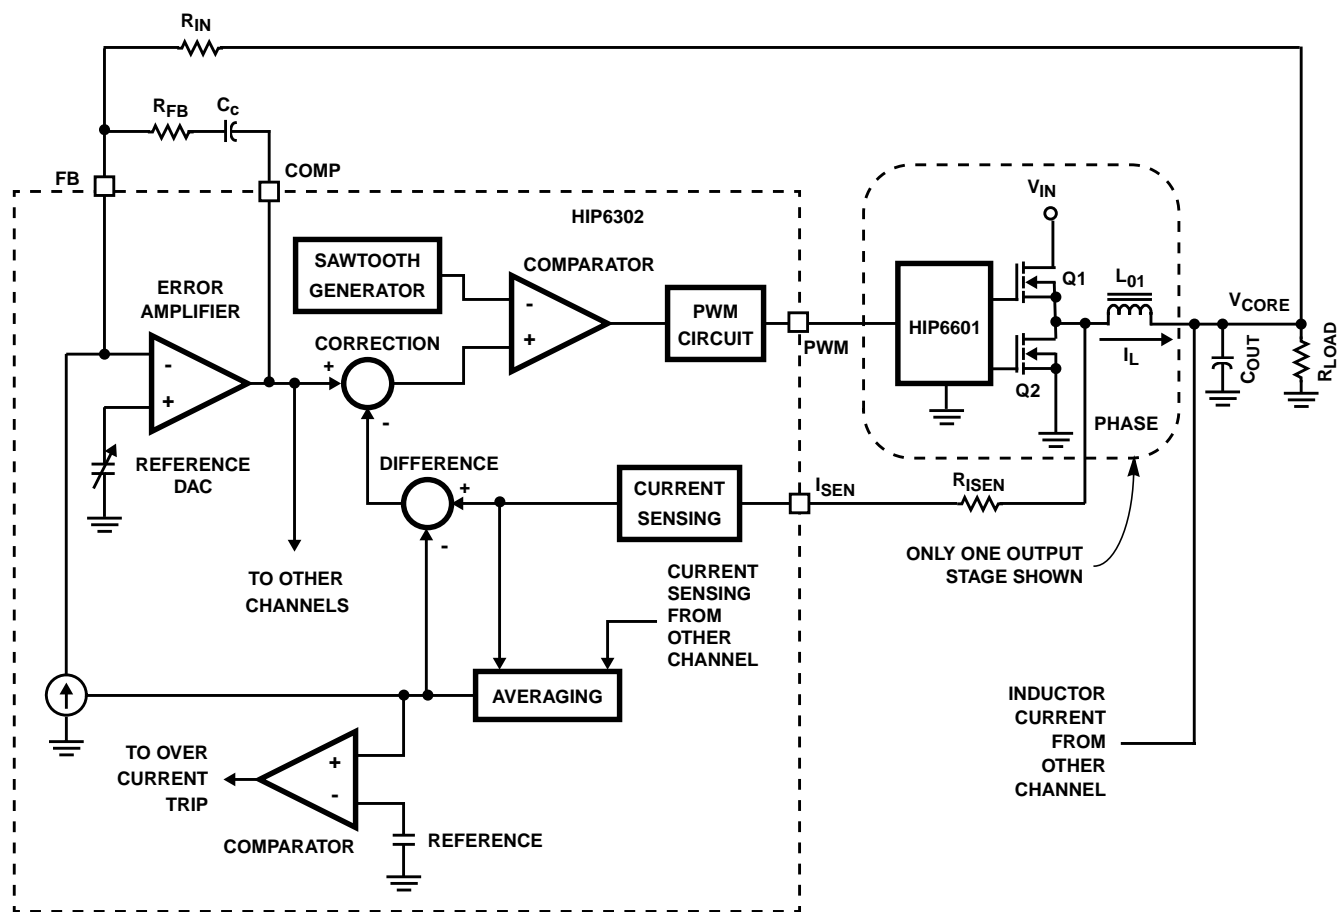 RIN
RFB
Cc
FB
COMP
HIP6302
VIN
SAWTOOTH
GENERATOR
COMPARATOR
-
+
ERROR
AMPLIFIER
PWM
CIRCUIT
PWM
HIP6601
Q1
Q2
L01
IL
VCORE
COUT
RLOAD
PHASE
CORRECTION
+
-
-
+
REFERENCE
DAC
DIFFERENCE
+
-
CURRENT
SENSING
ISEN
RISEN
ONLY ONE OUTPUT
STAGE SHOWN
TO OTHER
CHANNELS
CURRENT
SENSING
FROM
OTHER
CHANNEL
AVERAGING
INDUCTOR
CURRENT
FROM
OTHER
CHANNEL
TO OVER
CURRENT
TRIP
+
-
COMPARATOR
REFERENCE